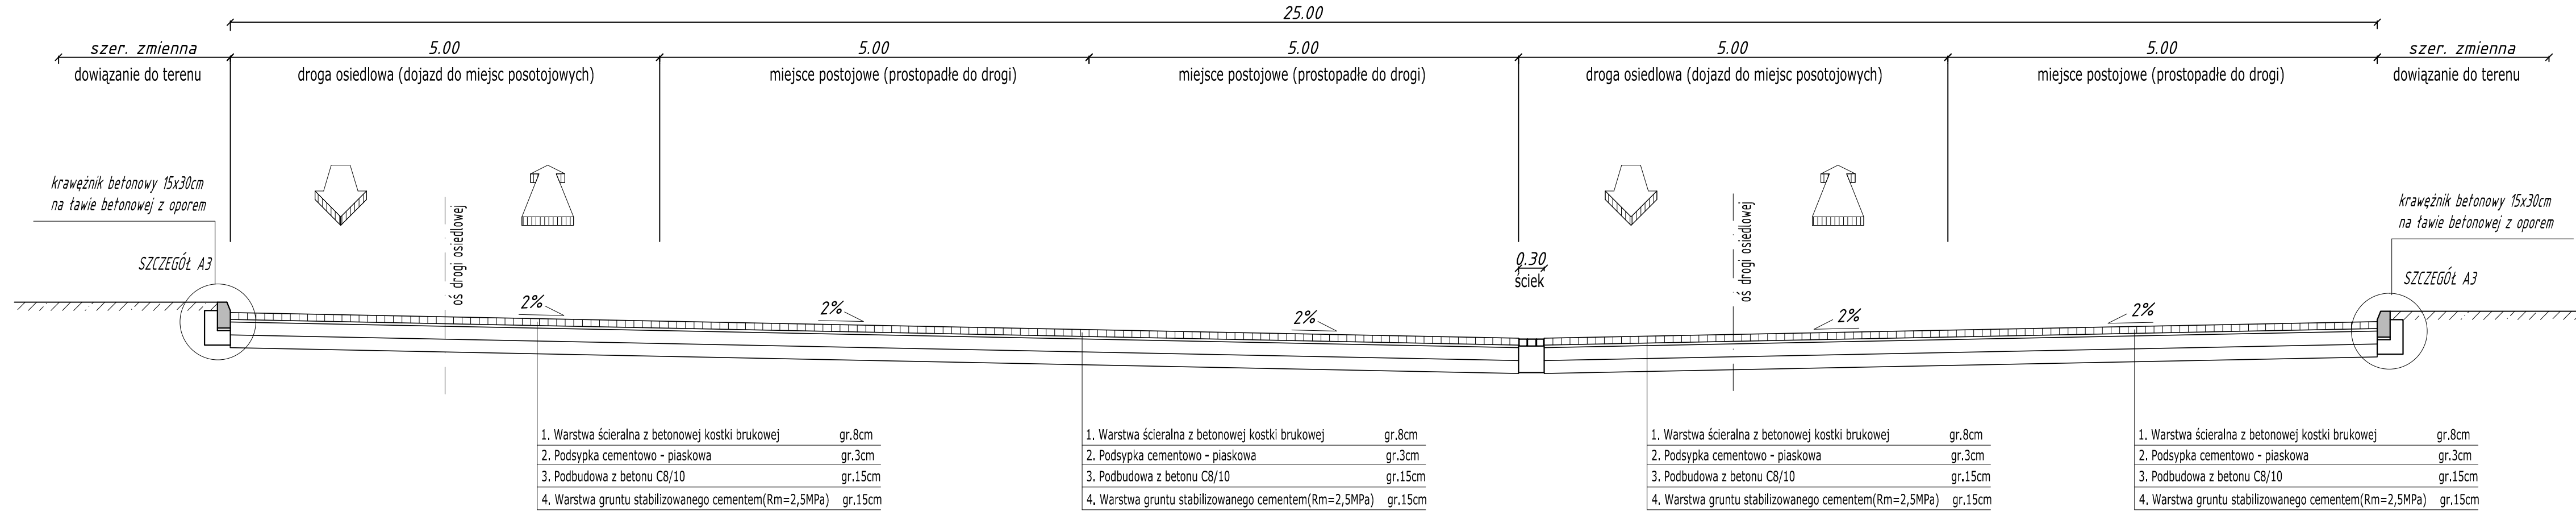 25.00
szer. zmienna 5.00 5.00 5.00 5.00 5.00 szer. zmienna
dowiązanie do terenu droga osiedlowa (dojazd do miejsc posotojowych) miejsce postojowe (prostopadłe do drogi) miejsce postojowe (prostopadłe do drogi) droga osiedlowa (dojazd do miejsc posotojowych) miejsce postojowe (prostopadłe do drogi) dowiązanie do terenu
krawężnik betonowy 15x30cm
na ławie betonowej z oporem
SZCZEGÓŁ A3
oś drogi osiedlowej
0.30
ściek
oś drogi osiedlowej
krawężnik betonowy 15x30cm
na ławie betonowej z oporem
SZCZEGÓŁ A3
2% 2% 2% 2% 2%
1. Warstwa ścieralna z betonowej kostki brukowej gr.8cm
2. Podsypka cementowo - piaskowa gr.3cm
3. Podbudowa z betonu C8/10 gr.15cm
4. Warstwa gruntu stabilizowanego cementem(Rm=2,5MPa) gr.15cm
1. Warstwa ścieralna z betonowej kostki brukowej gr.8cm
2. Podsypka cementowo - piaskowa gr.3cm
3. Podbudowa z betonu C8/10 gr.15cm
4. Warstwa gruntu stabilizowanego cementem(Rm=2,5MPa) gr.15cm
1. Warstwa ścieralna z betonowej kostki brukowej gr.8cm
2. Podsypka cementowo - piaskowa gr.3cm
3. Podbudowa z betonu C8/10 gr.15cm
4. Warstwa gruntu stabilizowanego cementem(Rm=2,5MPa) gr.15cm
1. Warstwa ścieralna z betonowej kostki brukowej gr.8cm
2. Podsypka cementowo - piaskowa gr.3cm
3. Podbudowa z betonu C8/10 gr.15cm
4. Warstwa gruntu stabilizowanego cementem(Rm=2,5MPa) gr.15cm